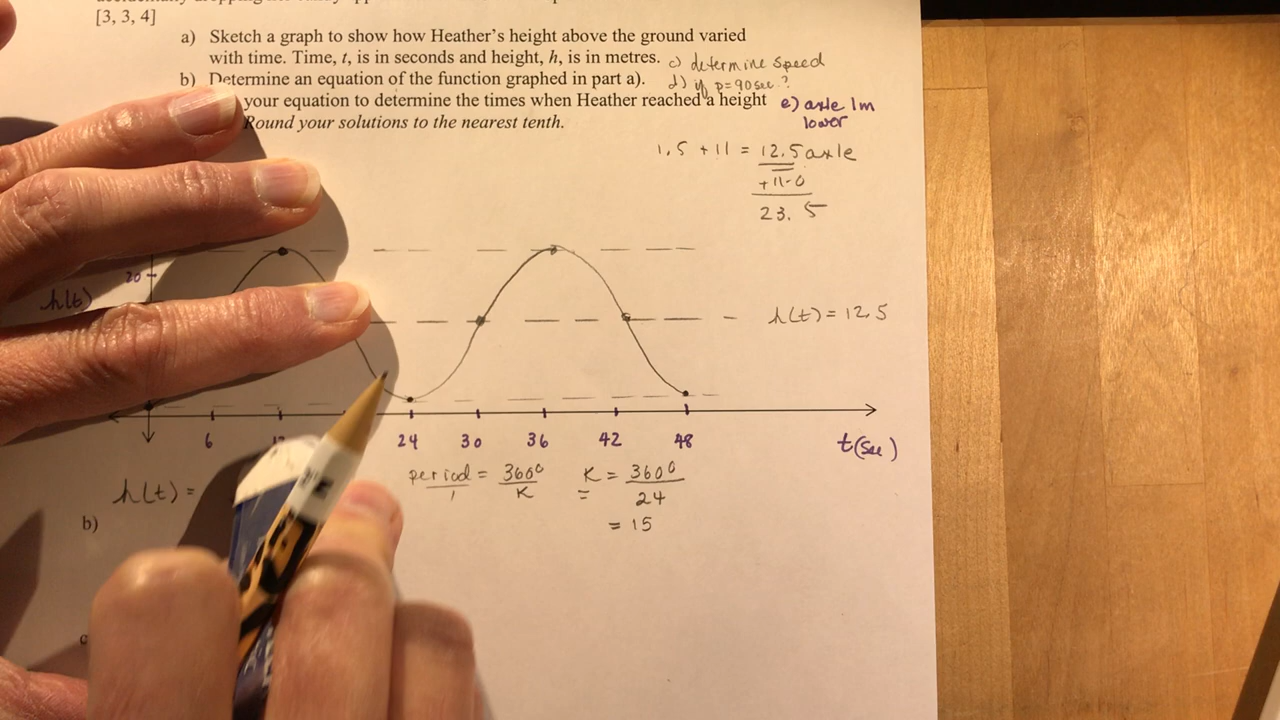 [3, 3, 4]
a) Sketch a graph to show how Heather's height above the ground varied
with time. Time, t, is in seconds and height, h, is in metres.
c) determine speed
b) Determine an equation of the function graphed in part a).
d) if p=90sec?
your equation to determine the times when Heather reached a height
e) axle 1m
lower
Round your solutions to the nearest tenth.
1.5 + 11 = 12.5 axle
+11.0
23.5
20
h(t)
h(t) = 12.5
6 24 30 36 42 48 t(sec)
period = 360° K = 360°
1 K = 24
h(t) =
b) = 15